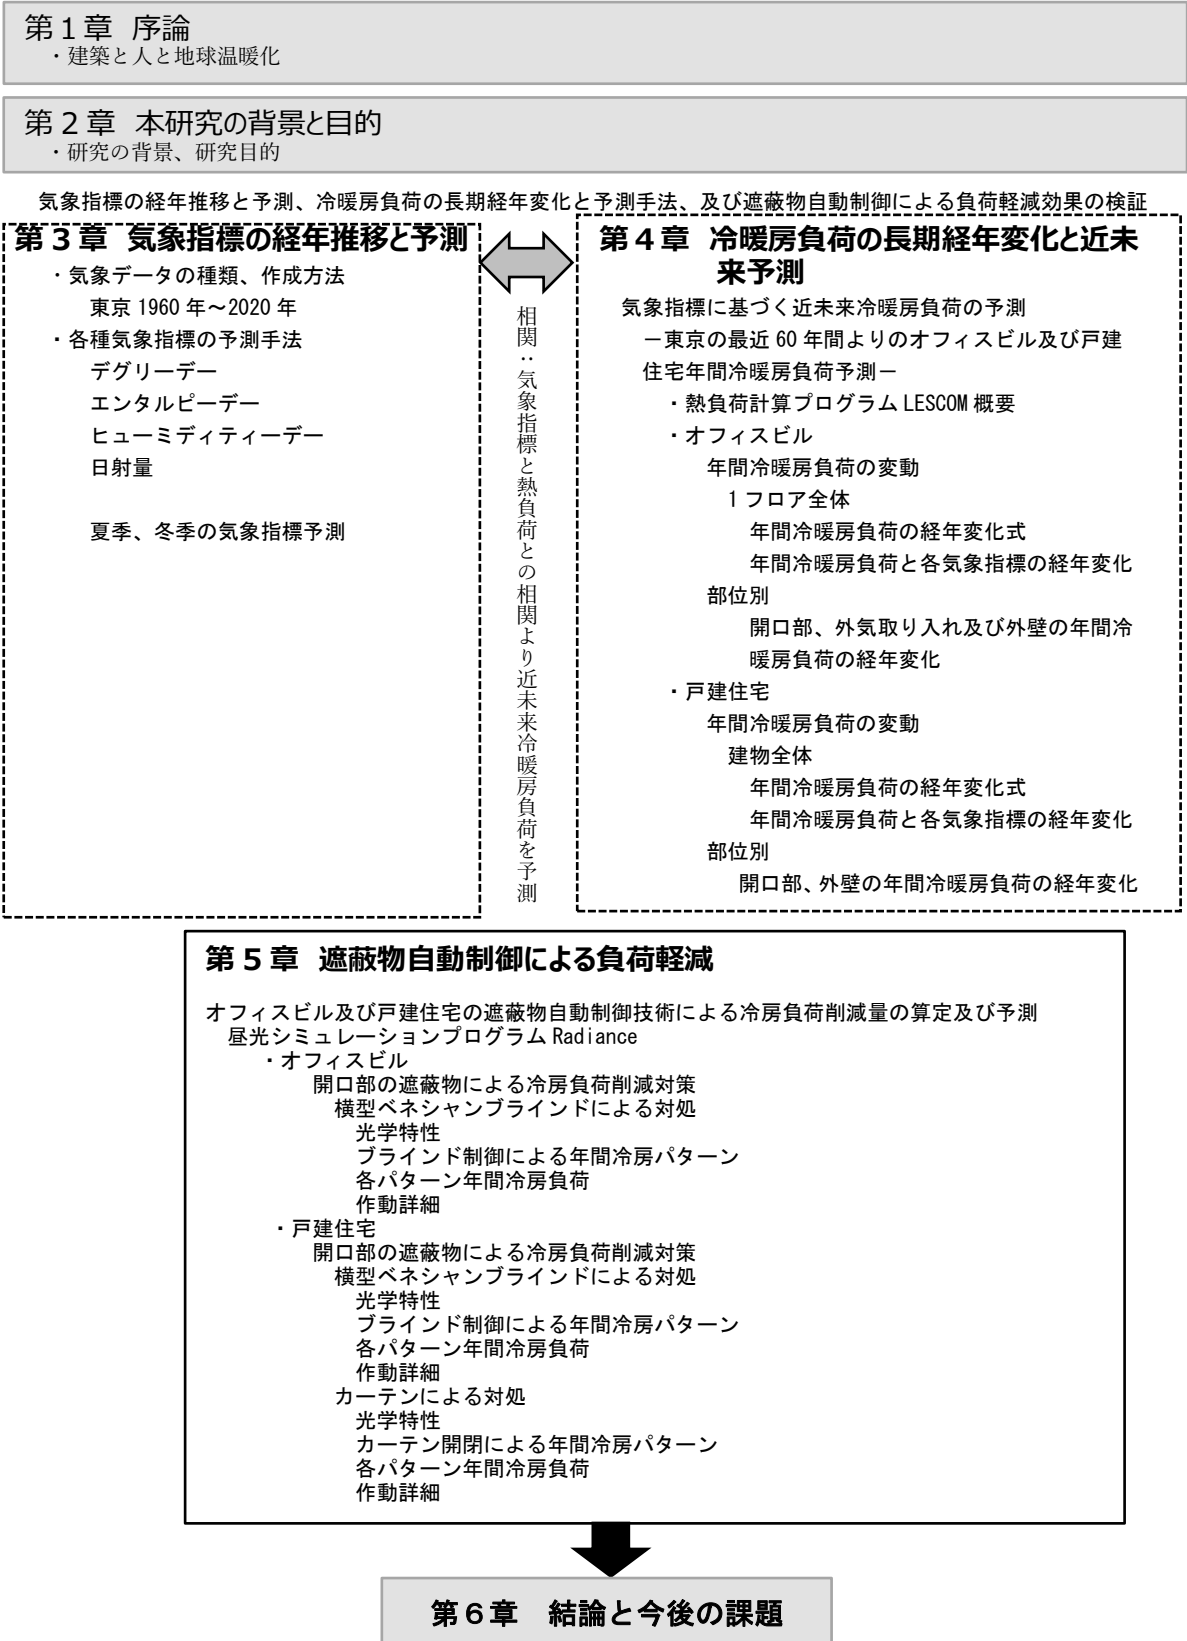 第１章 序論
・建築と人と地球温暖化
第２章 本研究の背景と目的
・研究の背景、研究目的
気象指標の経年推移と予測、冷暖房負荷の長期経年変化と予測手法、及び遮蔽物自動制御による負荷軽減効果の検証
第３章 気象指標の経年推移と予測
・気象データの種類、作成方法
東京 1960 年～2020 年
・各種気象指標の予測手法
デグリーデー
エンタルピーデー
ヒューミディティーデー
日射量
夏季、冬季の気象指標予測
相関：気象指標と熱負荷との相関より近未来冷暖房負荷を予測
第４章 冷暖房負荷の長期経年変化と近未
来予測
気象指標に基づく近未来冷暖房負荷の予測
－東京の最近 60 年間よりのオフィスビル及び戸建
住宅年間冷暖房負荷予測－
・熱負荷計算プログラム LESCOM 概要
・オフィスビル
年間冷暖房負荷の変動
1 フロア全体
年間冷暖房負荷の経年変化式
年間冷暖房負荷と各気象指標の経年変化
部位別
開口部、外気取り入れ及び外壁の年間冷
暖房負荷の経年変化
・戸建住宅
年間冷暖房負荷の変動
建物全体
年間冷暖房負荷の経年変化式
年間冷暖房負荷と各気象指標の経年変化
部位別
開口部、外壁の年間冷暖房負荷の経年変化
第５章 遮蔽物自動制御による負荷軽減
オフィスビル及び戸建住宅の遮蔽物自動制御技術による冷房負荷削減量の算定及び予測
昼光シミュレーションプログラム Radiance
・オフィスビル
開口部の遮蔽物による冷房負荷削減対策
横型ベネシャンブラインドによる対処
光学特性
ブラインド制御による年間冷房パターン
各パターン年間冷房負荷
作動詳細
・戸建住宅
開口部の遮蔽物による冷房負荷削減対策
横型ベネシャンブラインドによる対処
光学特性
ブラインド制御による年間冷房パターン
各パターン年間冷房負荷
作動詳細
カーテンによる対処
光学特性
カーテン開閉による年間冷房パターン
各パターン年間冷房負荷
作動詳細
第６章 結論と今後の課題